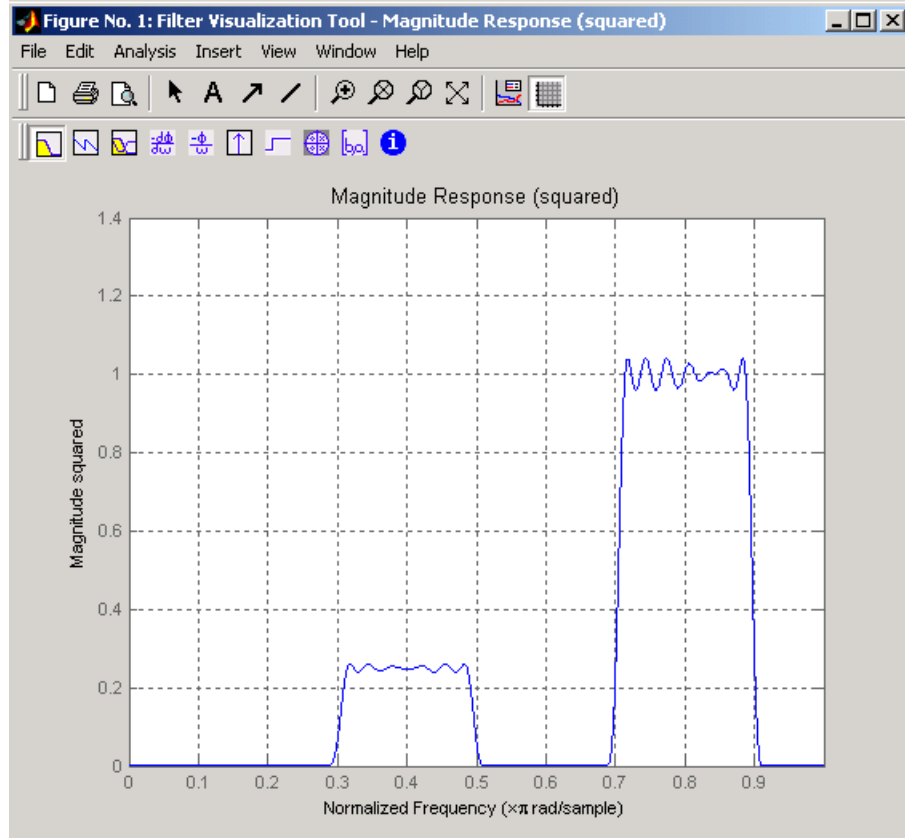 Figure No. 1: Filter Visualization Tool - Magnitude Response (squared)
File Edit Analysis Insert View Window Help
A
b,a
i
Magnitude Response (squared)
1.4
1.2
1
0.8
0.6
0.4
0.2
0
Magnitude squared
0 0.1 0.2 0.3 0.4 0.5 0.6 0.7 0.8 0.9
Normalized Frequency (×π rad/sample)